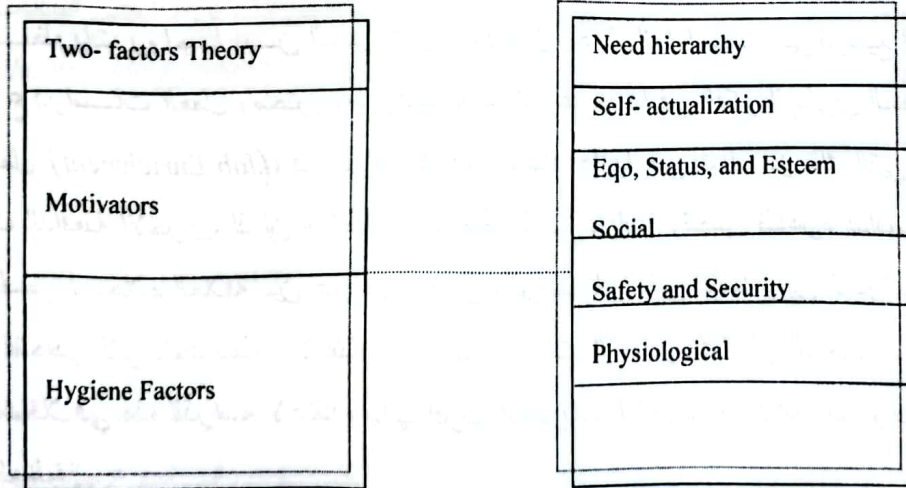 Two- factors Theory
Motivators
Hygiene Factors
Need hierarchy
Self- actualization
Eqo, Status, and Esteem
Social
Safety and Security
Physiological